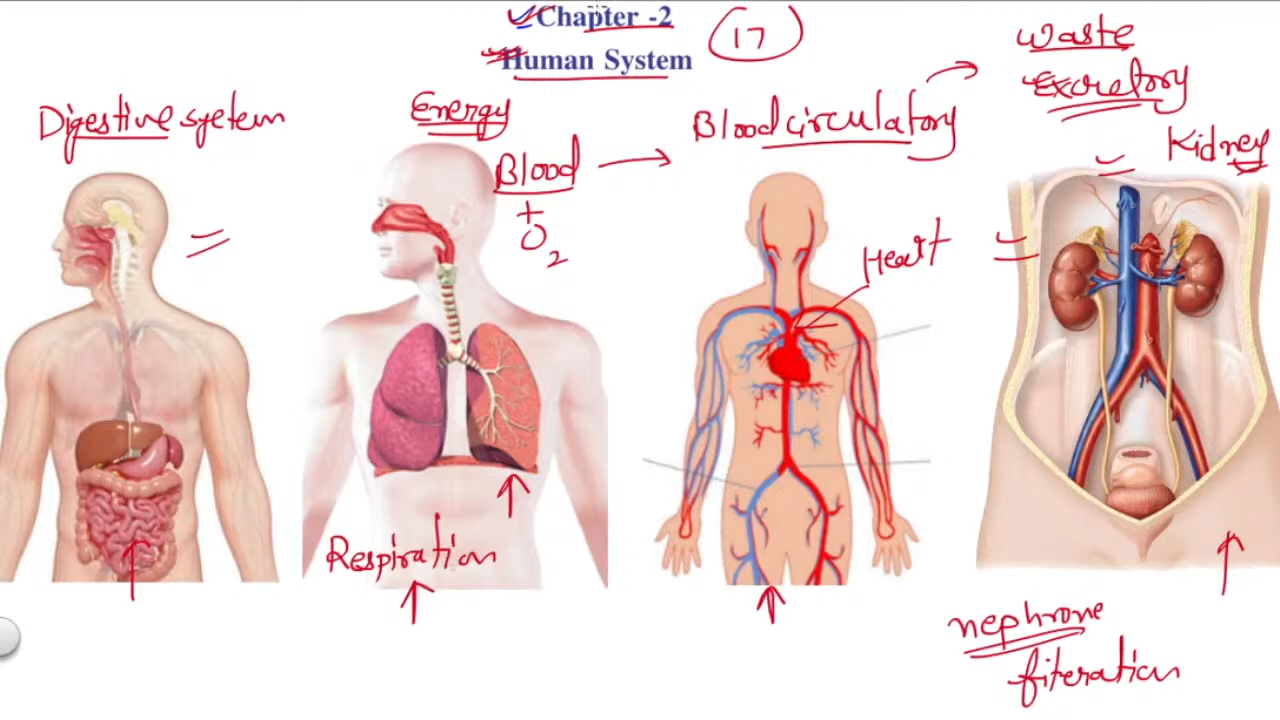 Chapter -2
Human System
17
Digestive system
Energy
Blood
+
O2
Blood circulatory
Waste
Excretory
Kidney
Heart
Respiration
nephrone
fiteration